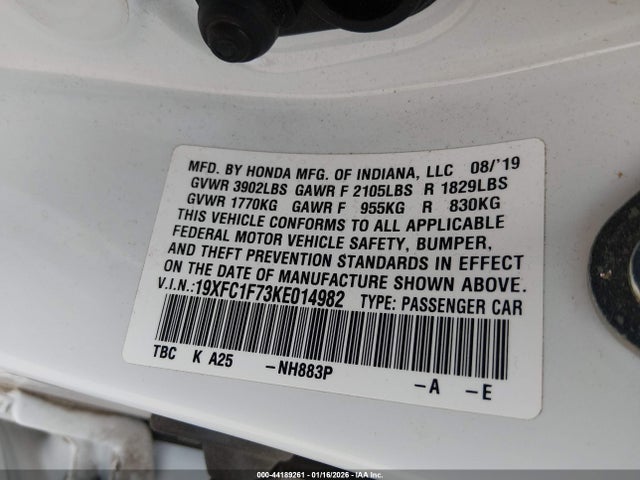 MFD. BY HONDA MFG. OF INDIANA, LLC 08/'19
GVWR 3902LBS GAWR F 2105LBS R 1829LBS
GVWR 1770KG GAWR F 955KG R 830KG
THIS VEHICLE CONFORMS TO ALL APPLICABLE
FEDERAL MOTOR VEHICLE SAFETY, BUMPER,
AND THEFT PREVENTION STANDARDS IN EFFECT
ON THE DATE OF MANUFACTURE SHOWN ABOVE.
V.I.N.:19XFC1F73KE014982 TYPE: PASSENGER CAR
TBC K A25 -NH883P -A -E
000-44189261 | 01/16/2026 | IAA Inc.